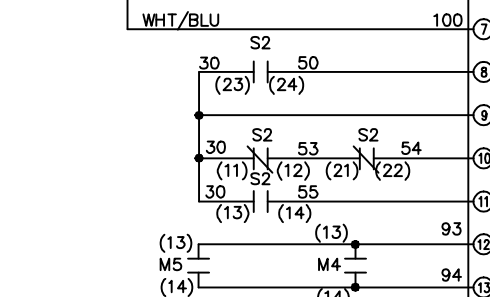 WHT/BLU 100 7
S2
30 50 8
(23) (24)
9
S2 S2
30 53 54 10
(11) (12) (21) (22)
S2
30 55 11
(13) (14)
(13) 93 12
(13)
M5 M4
94 13
(14) (14)